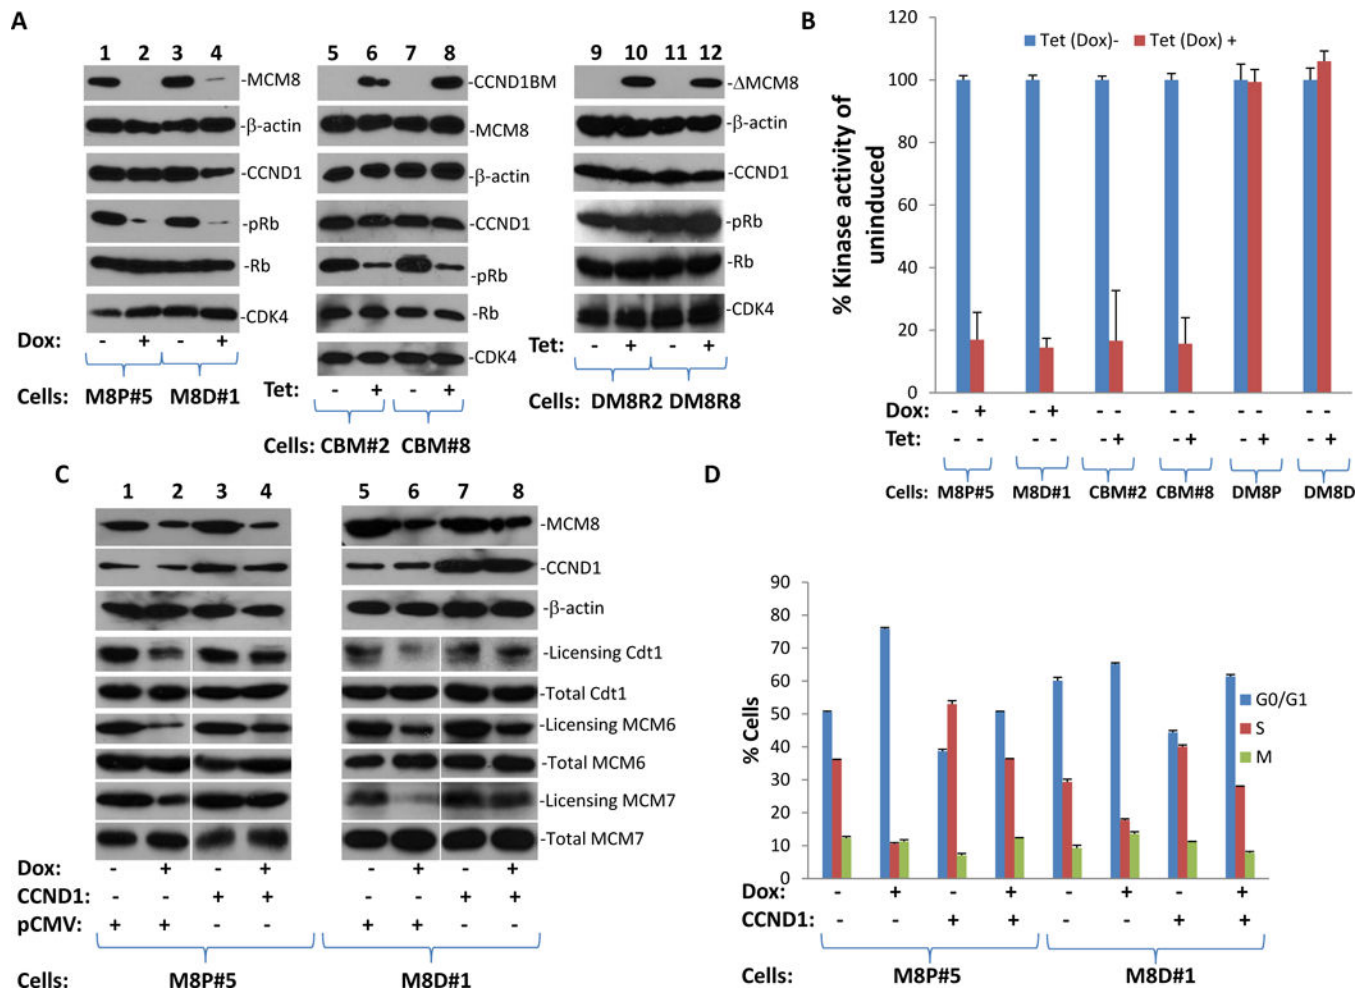 A
1 2 3 4
-MCM8
-β-actin
-CCND1
-pRb
-Rb
-CDK4
Dox: - + - +
Cells: M8P#5 M8D#1
5 6 7 8
-CCND1BM
-MCM8
-β-actin
-CCND1
-pRb
-Rb
-CDK4
Tet: - + - +
Cells: CBM#2 CBM#8
9 10 11 12
-ΔMCM8
-β-actin
-CCND1
-pRb
-Rb
-CDK4
Tet: - + - +
Cells: DM8R2 DM8R8
B
% Kinase activity of
uninduced
120
100
80
60
40
20
0
Tet (Dox)- Tet (Dox) +
Dox: - + - + - - - - - - - -
Tet: - - - - - + - + - + - +
Cells: M8P#5 M8D#1 CBM#2 CBM#8 DM8P DM8D
C
1 2 3 4 5 6 7 8
-MCM8
-CCND1
-β-actin
-Licensing Cdt1
-Total Cdt1
-Licensing MCM6
-Total MCM6
-Licensing MCM7
-Total MCM7
Dox: - + - + - + - +
CCND1: - - + + - - + +
pCMV: + + - - + + - -
Cells: M8P#5 M8D#1
D
% Cells
90
80
70
60
50
40
30
20
10
0
G0/G1
S
M
Dox: - + - + - + - +
CCND1: - - + + - - + +
Cells: M8P#5 M8D#1